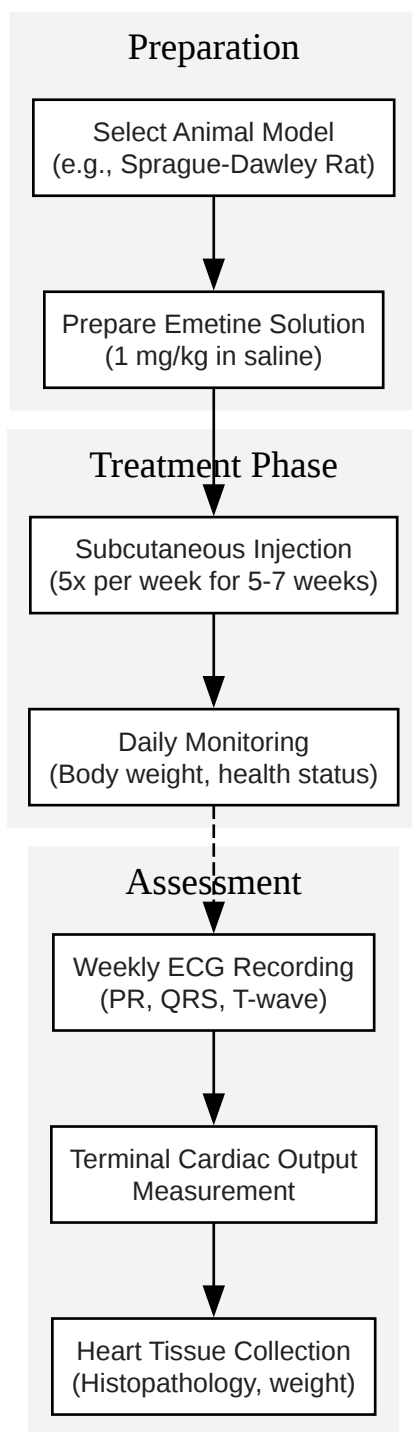 Preparation
Select Animal Model
(e.g., Sprague-Dawley Rat)
Prepare Emetine Solution
(1 mg/kg in saline)
Treatment Phase
Subcutaneous Injection
(5x per week for 5-7 weeks)
Daily Monitoring
(Body weight, health status)
Assessment
Weekly ECG Recording
(PR, QRS, T-wave)
Terminal Cardiac Output
Measurement
Heart Tissue Collection
(Histopathology, weight)